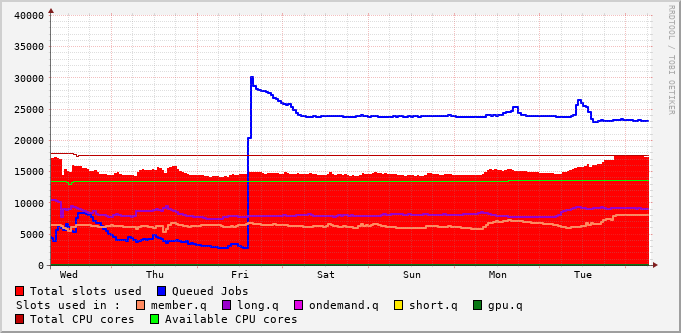 RRDTOOL / TOBI OETIKER
40000
35000
30000
25000
20000
15000
10000
5000
0
Wed Thu Fri Sat Sun Mon Tue
Total slots used Queued Jobs
Slots used in : member.q long.q ondemand.q short.q gpu.q
Total CPU cores Available CPU cores